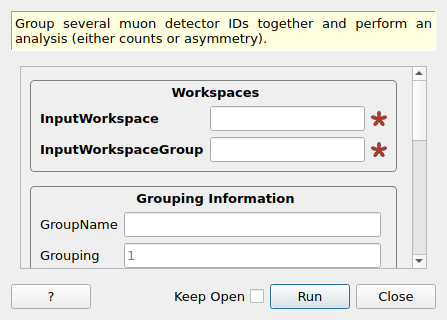 Group several muon detector IDs together and perform an
analysis (either counts or asymmetry).
Workspaces
InputWorkspace
InputWorkspaceGroup
Grouping Information
GroupName
Grouping 1
? Keep Open Run Close